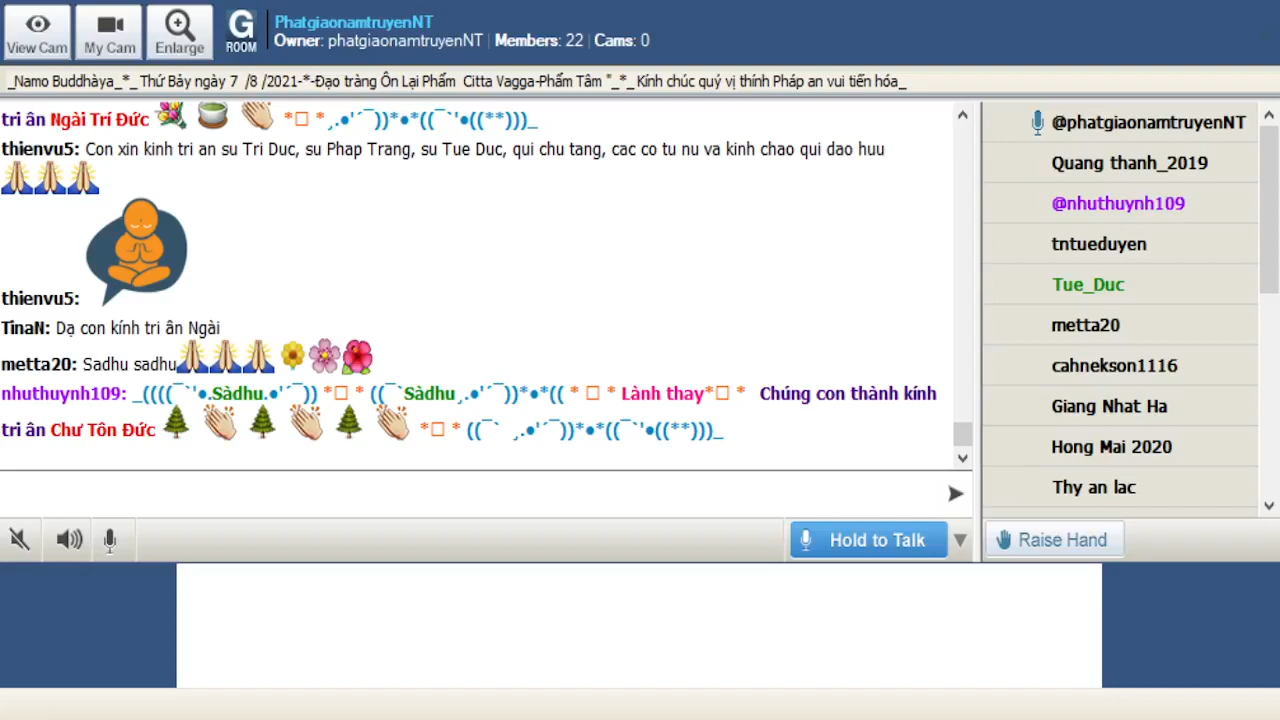 View Cam
My Cam
Enlarge
G
ROOM
PhatgiaonamtruyenNT
Owner: phatgiaonamtruyenNT | Members: 22 | Cams: 0
_Namo Buddhàya_*_ Thứ Bảy ngày 7 /8 /2021-*-Đạo tràng Ôn Lại Phẩm Citta Vagga-Phẩm Tâm "_*_Kính chúc quý vị thính Pháp an vui tiến hóa_
tri ân Ngài Trí Đức *□ *¸.●'´¯))*●*((¯`'●((**)))_
thienvu5: Con xin kinh tri an su Tri Duc, su Phap Trang, su Tue Duc, qui chu tang, cac co tu nu va kinh chao qui dao huu
thienvu5:
TinaN: Dạ con kính tri ân Ngài
metta20: Sadhu sadhu
nhuthuynh109: _((((¯`'●.Sàdhu.●'´¯)) *□ * ((¯`Sàdhu¸.●'´¯))*●*(( * □ * Lành thay*□ * Chúng con thành kính
tri ân Chư Tôn Đức *□ * ((¯` ¸.●'´¯))*●*((¯`'●((**)))_
Hold to Talk
@phatgiaonamtruyenNT
Quang thanh_2019
@nhuthuynh109
tntueduyen
Tue_Duc
metta20
cahnekson1116
Giang Nhat Ha
Hong Mai 2020
Thy an lac
Raise Hand